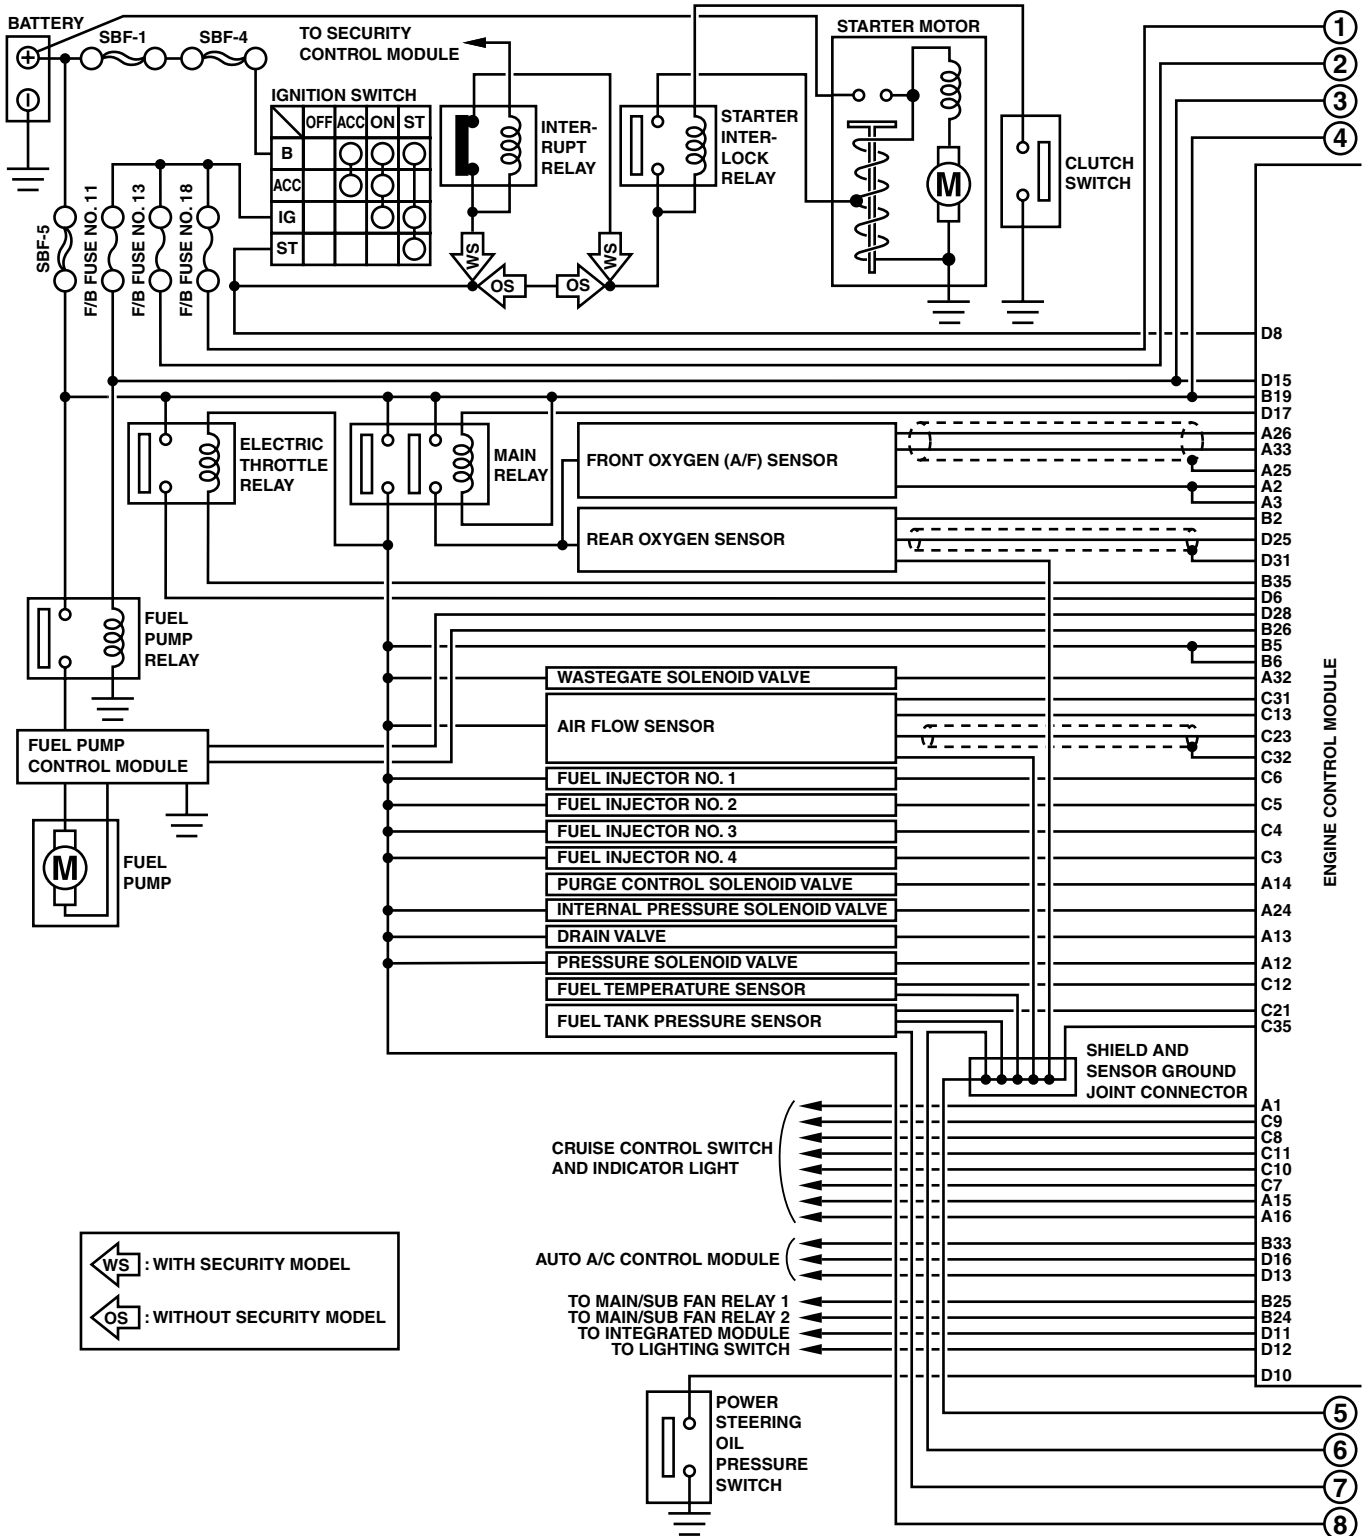 BATTERY
SBF-1
SBF-4
TO SECURITY
CONTROL MODULE
STARTER MOTOR
1
2
3
4
IGNITION SWITCH
OFF ACC ON ST
B
ACC
IG
ST
INTER-
RUPT
RELAY
STARTER
INTER-
LOCK
RELAY
M
CLUTCH
SWITCH
SBF-5
F/B FUSE NO. 11
F/B FUSE NO. 13
F/B FUSE NO. 18
WS
OS
OS
WS
D8
D15
B19
D17
A26
A33
A25
A2
A3
B2
D25
D31
B35
D6
D28
B26
B5
B6
A32
C31
C13
C23
C32
C6
C5
C4
C3
A14
A24
A13
A12
C12
C21
C35
ELECTRIC
THROTTLE
RELAY
MAIN
RELAY
FRONT OXYGEN (A/F) SENSOR
REAR OXYGEN SENSOR
FUEL
PUMP
RELAY
FUEL PUMP
CONTROL MODULE
M
FUEL
PUMP
WASTEGATE SOLENOID VALVE
AIR FLOW SENSOR
FUEL INJECTOR NO. 1
FUEL INJECTOR NO. 2
FUEL INJECTOR NO. 3
FUEL INJECTOR NO. 4
PURGE CONTROL SOLENOID VALVE
INTERNAL PRESSURE SOLENOID VALVE
DRAIN VALVE
PRESSURE SOLENOID VALVE
FUEL TEMPERATURE SENSOR
FUEL TANK PRESSURE SENSOR
ENGINE CONTROL MODULE
SHIELD AND
SENSOR GROUND
JOINT CONNECTOR
CRUISE CONTROL SWITCH
AND INDICATOR LIGHT
A1
C9
C8
C11
C10
C7
A15
A16
AUTO A/C CONTROL MODULE
B33
D16
D13
TO MAIN/SUB FAN RELAY 1
B25
TO MAIN/SUB FAN RELAY 2
B24
TO INTEGRATED MODULE
D11
TO LIGHTING SWITCH
D12
D10
WS : WITH SECURITY MODEL
OS : WITHOUT SECURITY MODEL
POWER
STEERING
OIL
PRESSURE
SWITCH
5
6
7
8